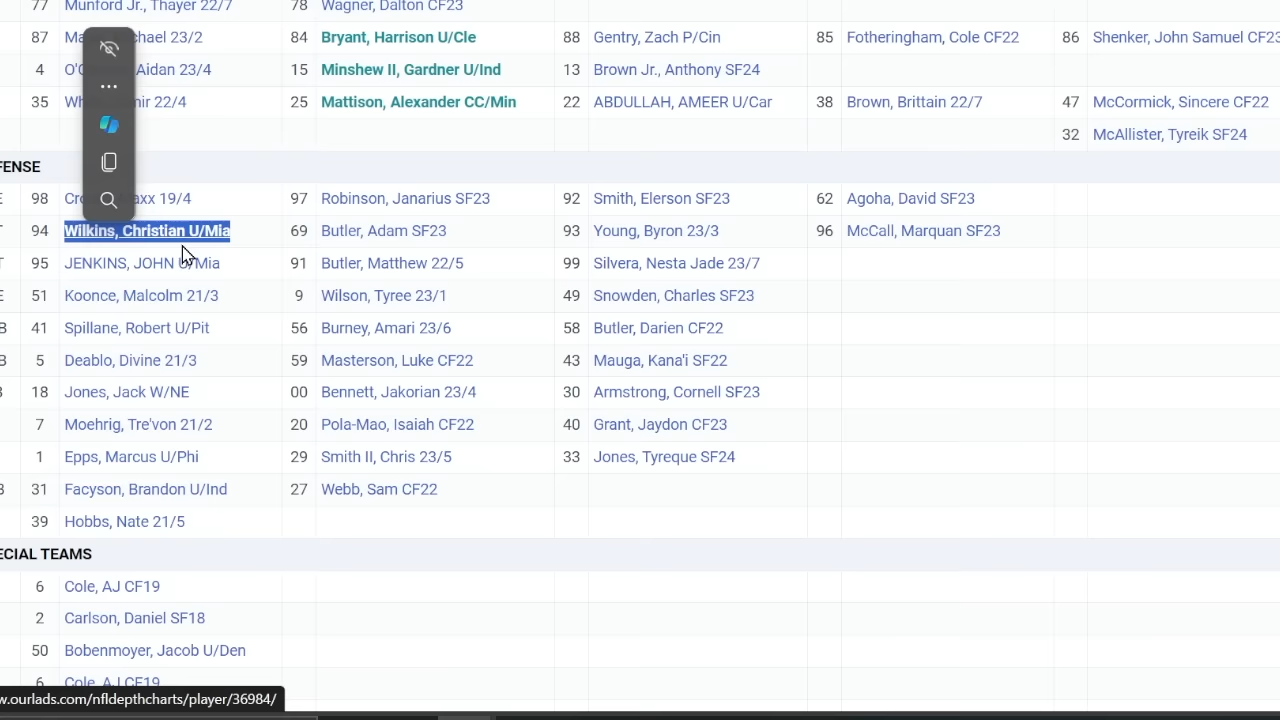 77 Munford Jr., Thayer 22/7 78 Wagner, Dalton CF23
87 chael 23/2 84 Bryant, Harrison U/Cle 88 Gentry, Zach P/Cin 85 Fotheringham, Cole CF22 86 Shenker, John Samuel CF23
4 Aidan 23/4 15 Minshew II, Gardner U/Ind 13 Brown Jr., Anthony SF24
35 22/4 25 Mattison, Alexander CC/Min 22 ABDULLAH, AMEER U/Car 38 Brown, Brittain 22/7 47 McCormick, Sincere CF22
32 McAllister, Tyreik SF24
FENSE
E 98 axx 19/4 97 Robinson, Janarius SF23 92 Smith, Elerson SF23 62 Agoha, David SF23
T 94 Wilkins, Christian U/Mia 69 Butler, Adam SF23 93 Young, Byron 23/3 96 McCall, Marquan SF23
T 95 JENKINS, JOHN U/Mia 91 Butler, Matthew 22/5 99 Silvera, Nesta Jade 23/7
E 51 Koonce, Malcolm 21/3 9 Wilson, Tyree 23/1 49 Snowden, Charles SF23
B 41 Spillane, Robert U/Pit 56 Burney, Amari 23/6 58 Butler, Darien CF22
B 5 Deablo, Divine 21/3 59 Masterson, Luke CF22 43 Mauga, Kana'i SF22
B 18 Jones, Jack W/NE 00 Bennett, Jakorian 23/4 30 Armstrong, Cornell SF23
7 Moehrig, Tre'von 21/2 20 Pola-Mao, Isaiah CF22 40 Grant, Jaydon CF23
1 Epps, Marcus U/Phi 29 Smith II, Chris 23/5 33 Jones, Tyreque SF24
B 31 Facyson, Brandon U/Ind 27 Webb, Sam CF22
39 Hobbs, Nate 21/5
ECIAL TEAMS
6 Cole, AJ CF19
2 Carlson, Daniel SF18
50 Bobenmoyer, Jacob U/Den
6 Cole, AJ CF19
w.ourlads.com/nfldepthcharts/player/36984/